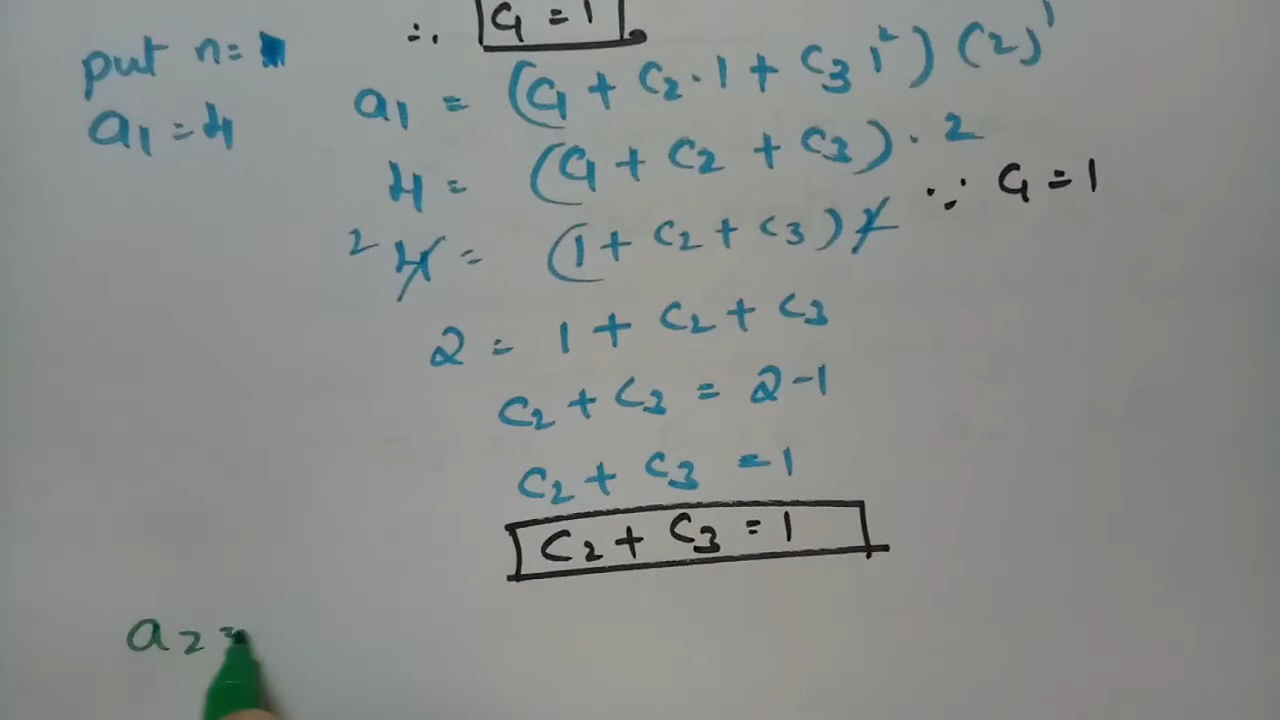 ∴ C₁ = 1
put n=
a₁ = 4
a₁ = (C₁ + C₂·1 + C₃ 1²) (2)¹
4 = (C₁ + C₂ + C₃) · 2
∵ C₁ = 1
2 4 = (1 + C₂ + C₃) 2
2 = 1 + C₂ + C₃
C₂ + C₃ = 2-1
C₂ + C₃ = 1
C₂ + C₃ = 1
a₂ =